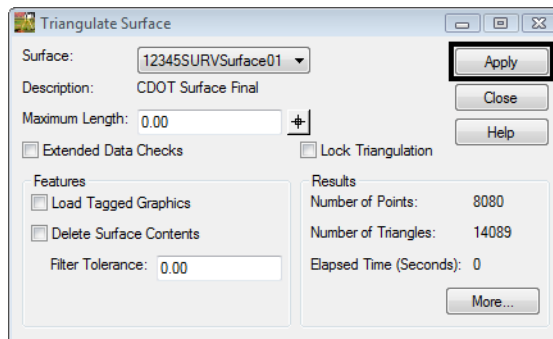 Triangulate Surface
Surface: 12345SURVSurface01
Apply
Description: CDOT Surface Final
Close
Maximum Length: 0.00
Help
Extended Data Checks
Lock Triangulation
Features
Results
Load Tagged Graphics
Number of Points: 8080
Delete Surface Contents
Number of Triangles: 14089
Filter Tolerance: 0.00
Elapsed Time (Seconds): 0
More...